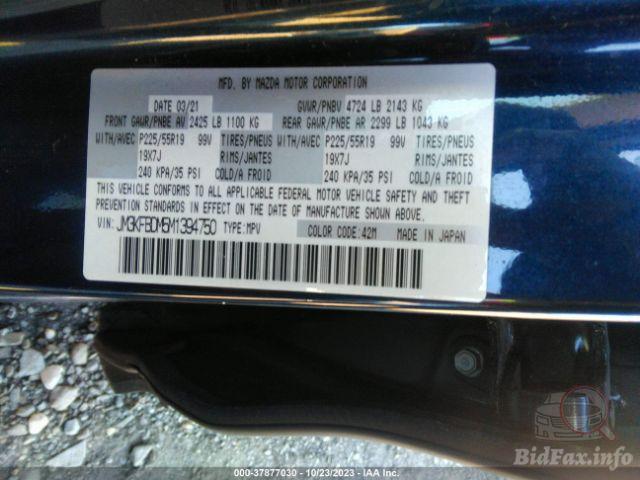 MFD. BY MAZDA MOTOR CORPORATION
DATE 03/21 GVWR/PNBV 4724 LB 2143 KG
FRONT GAWR/PNBE AV 2425 LB 1100 KG REAR GAWR/PNBE AR 2299 LB 1043 KG
WITH/AVEC P225/55R19 99V TIRES/PNEUS WITH/AVEC P225/55R19 99V TIRES/PNEUS
19X7J RIMS/JANTES 19X7J RIMS/JANTES
240 KPA/35 PSI COLD/A FROID 240 KPA/35 PSI COLD/A FROID
THIS VEHICLE CONFORMS TO ALL APPLICABLE FEDERAL MOTOR VEHICLE SAFETY AND THEFT
PREVENTION STANDARDS IN EFFECT ON THE DATE OF MANUFACTURE SHOWN ABOVE.
VIN: JM3KFBDM5M1394750 TYPE: MPV COLOR CODE: 42M MADE IN JAPAN
000-37877030 - 10/23/2023 - IAA Inc.
BidFax.info